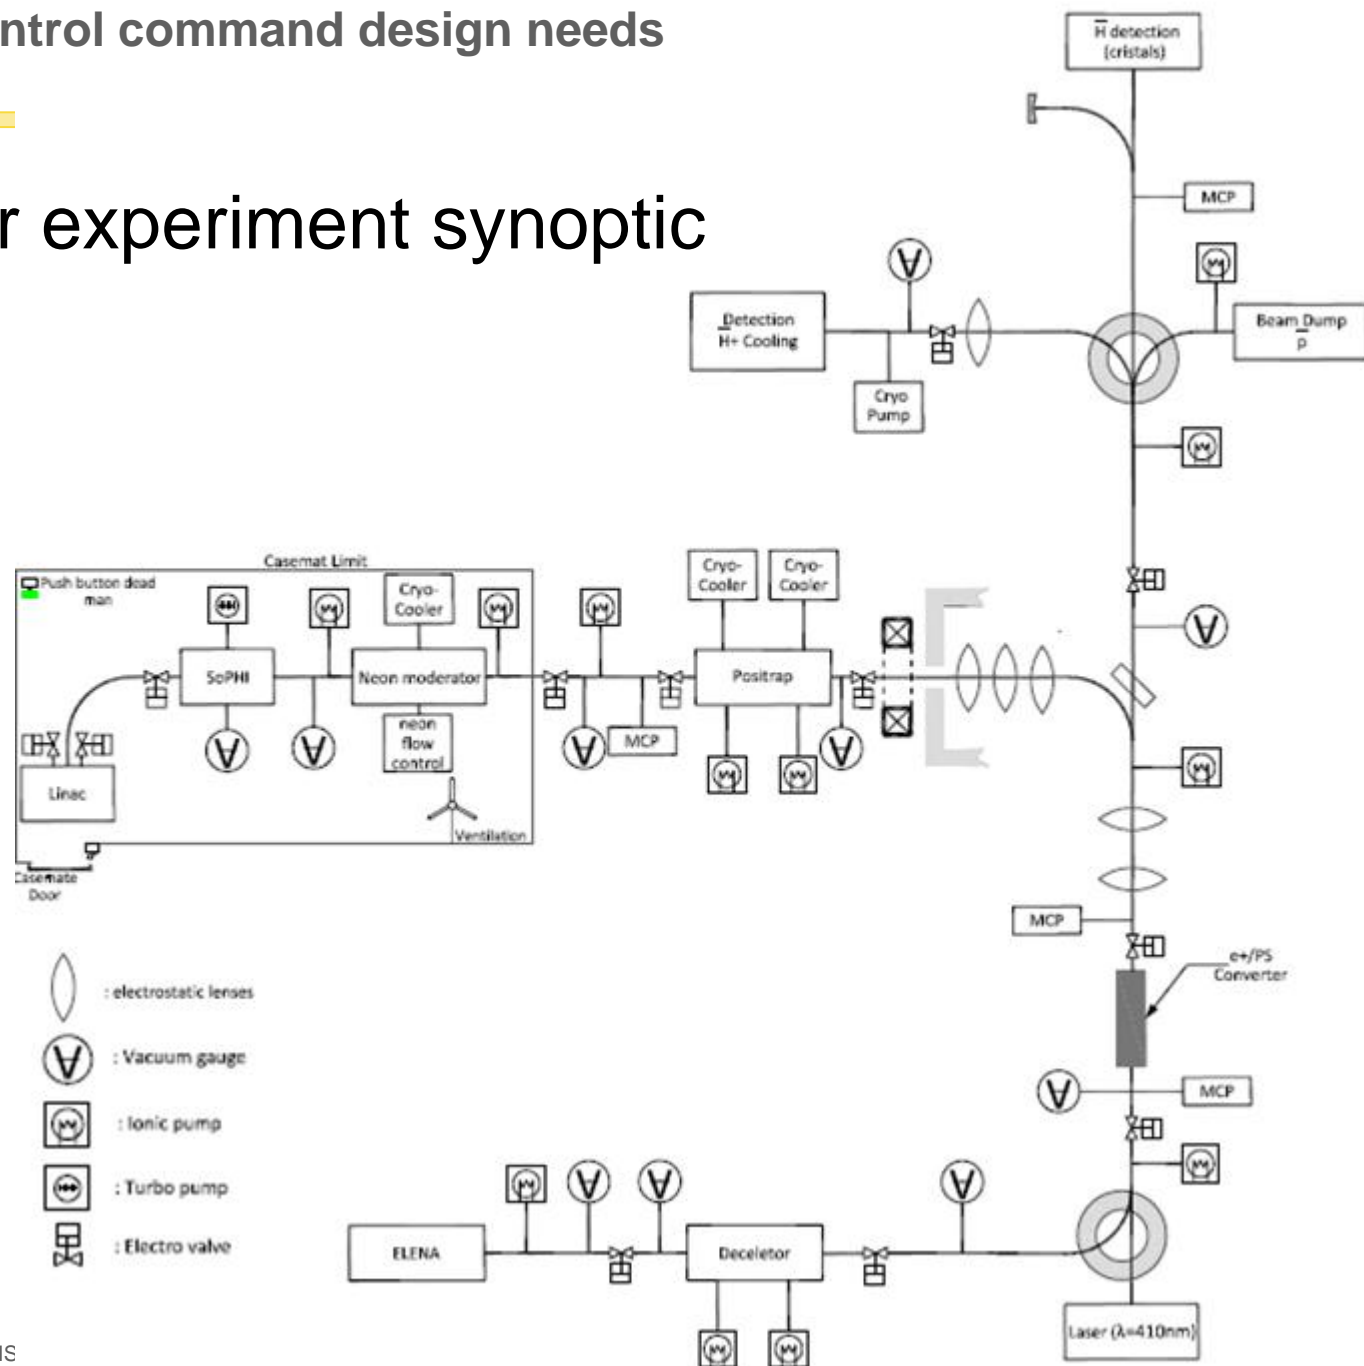 ntrol command design needs
r experiment synoptic
H detection
(cristals)
MCP
Detection
H+ Cooling
Cryo
Pump
Beam Dump
p
Casemat Limit
Push button dead
man
Cryo-
Cooler
SoPHI
Neon moderator
neon
flow
control
Linac
Ventilation
Casemate
Door
MCP
Cryo-
Cooler
Cryo-
Cooler
Positrap
MCP
e+/PS
Converter
MCP
: electrostatic lenses
: Vacuum gauge
: Ionic pump
: Turbo pump
: Electro valve
ELENA
Deceletor
Laser (λ=410nm)